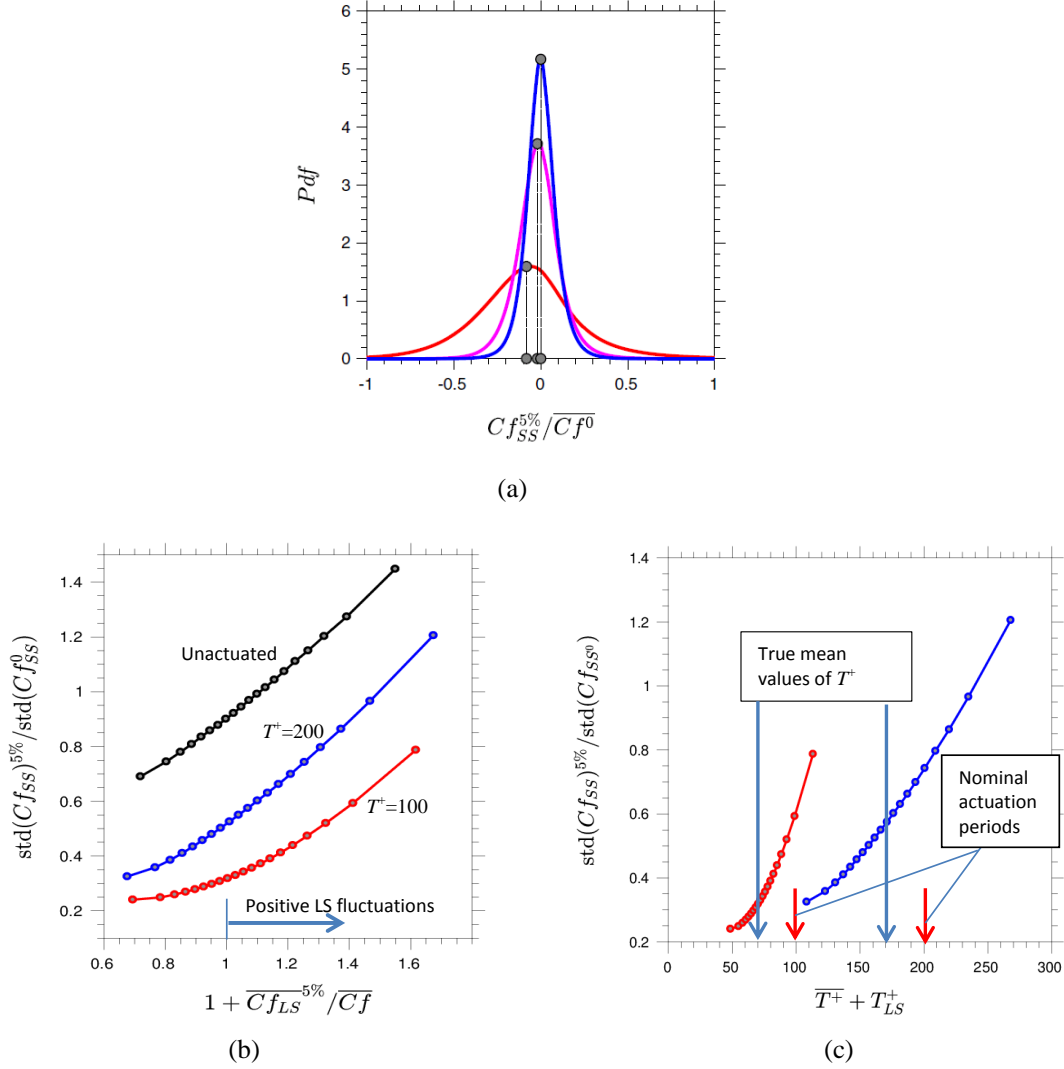 6
5
4
3
2
1
0
Pdf
-1 -0.5 0 0.5 1
Cf_{SS}^{5%}/\overline{Cf^0}
(a)
1.4
1.2
1.0
0.8
0.6
0.4
0.2
std(Cf_{SS})^{5%}/std(Cf_{SS}^0)
Unactuated
T⁺=200
T⁺=100
Positive LS fluctuations
0.6 0.8 1 1.2 1.4 1.6
1 + \overline{Cf_{LS}}^{5%}/\overline{Cf}
(b)
1.4
1.2
1
0.8
0.6
0.4
0.2
std(Cf_{SS})^{5%}/std(Cf_{SS^0})
True mean
values of T⁺
Nominal
actuation
periods
0 50 100 150 200 250 300
\overline{T^+} + T_{LS}^+
(c)